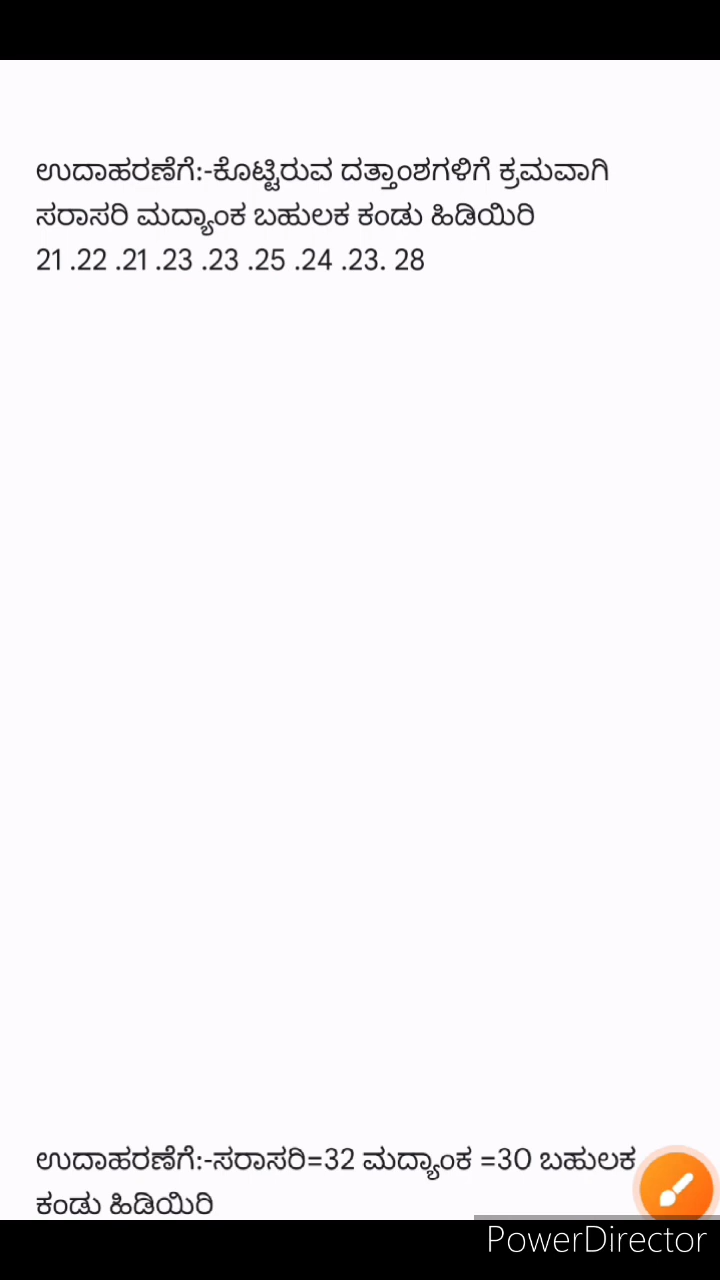 ಉದಾಹರಣೆಗೆ:-ಕೊಟ್ಟಿರುವ ದತ್ತಾಂಶಗಳಿಗೆ ಕ್ರಮವಾಗಿ
ಸರಾಸರಿ ಮದ್ಯಾಂಕ ಬಹುಲಕ ಕಂಡು ಹಿಡಿಯಿರಿ
21 .22 .21 .23 .23 .25 .24 .23. 28
ಉದಾಹರಣೆಗೆ:-ಸರಾಸರಿ=32 ಮದ್ಯಾಂಕ =30 ಬಹುಲಕ
ಕಂಡು ಹಿಡಿಯಿರಿ
PowerDirector